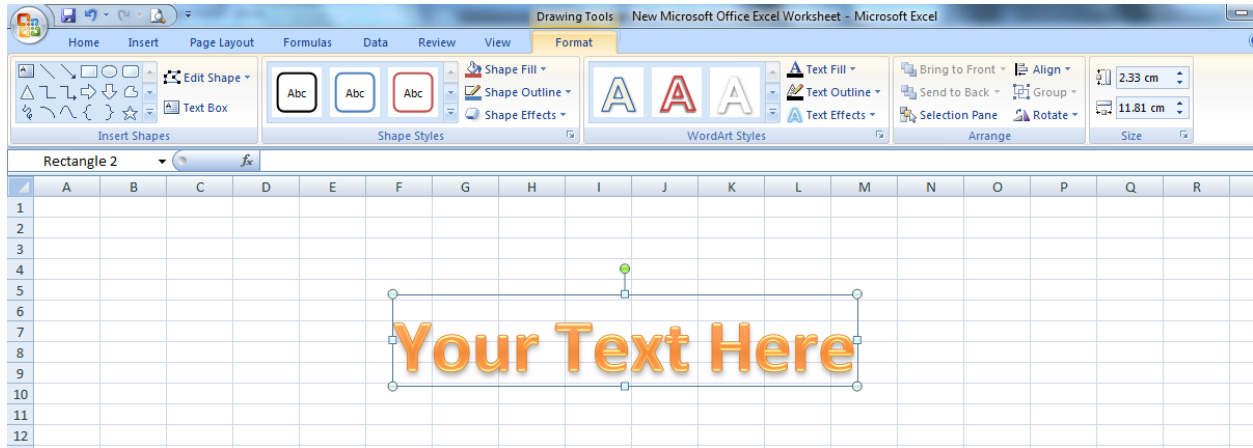 Drawing Tools New Microsoft Office Excel Worksheet - Microsoft Excel
Home Insert Page Layout Formulas Data Review View Format
Edit Shape Abc Abc Abc Shape Fill A A A Text Fill Bring to Front Align 2.33 cm
Text Box Shape Outline Text Outline Send to Back Group 11.81 cm
Shape Effects Text Effects Selection Pane Rotate
Insert Shapes Shape Styles WordArt Styles Arrange Size
Rectangle 2 fx
A B C D E F G H I J K L M N O P Q R
1
2
3
4
5
6
7
8
9
10
11
12
Your Text Here